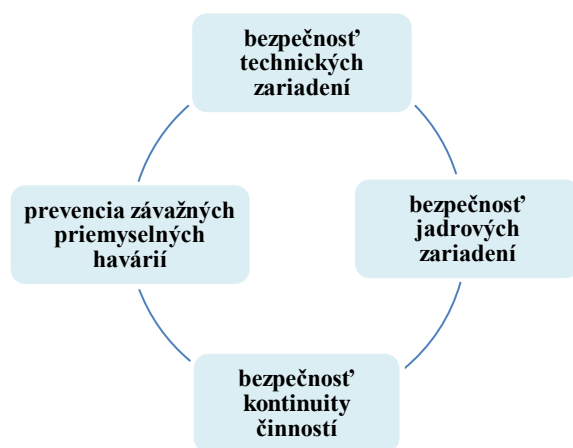 bezpečnosť
technických
zariadení
prevencia závažných
priemyselných
havárií
bezpečnosť
jadrových
zariadení
bezpečnosť
kontinuity
činností